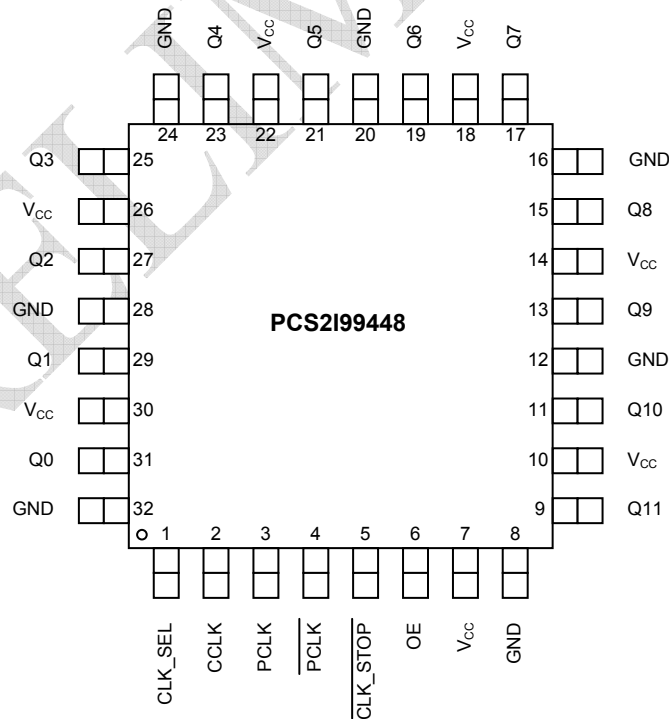 GND Q4 VCC Q5 GND Q6 VCC Q7
24 23 22 21 20 19 18 17
Q3 25 16 GND
VCC 26 15 Q8
Q2 27 14 VCC
GND 28 13 Q9
PCS2I99448
Q1 29 12 GND
VCC 30 11 Q10
Q0 31 10 VCC
GND 32 9 Q11
1 2 3 4 5 6 7 8
CLK_SEL CCLK PCLK PCLK CLK_STOP OE VCC GND